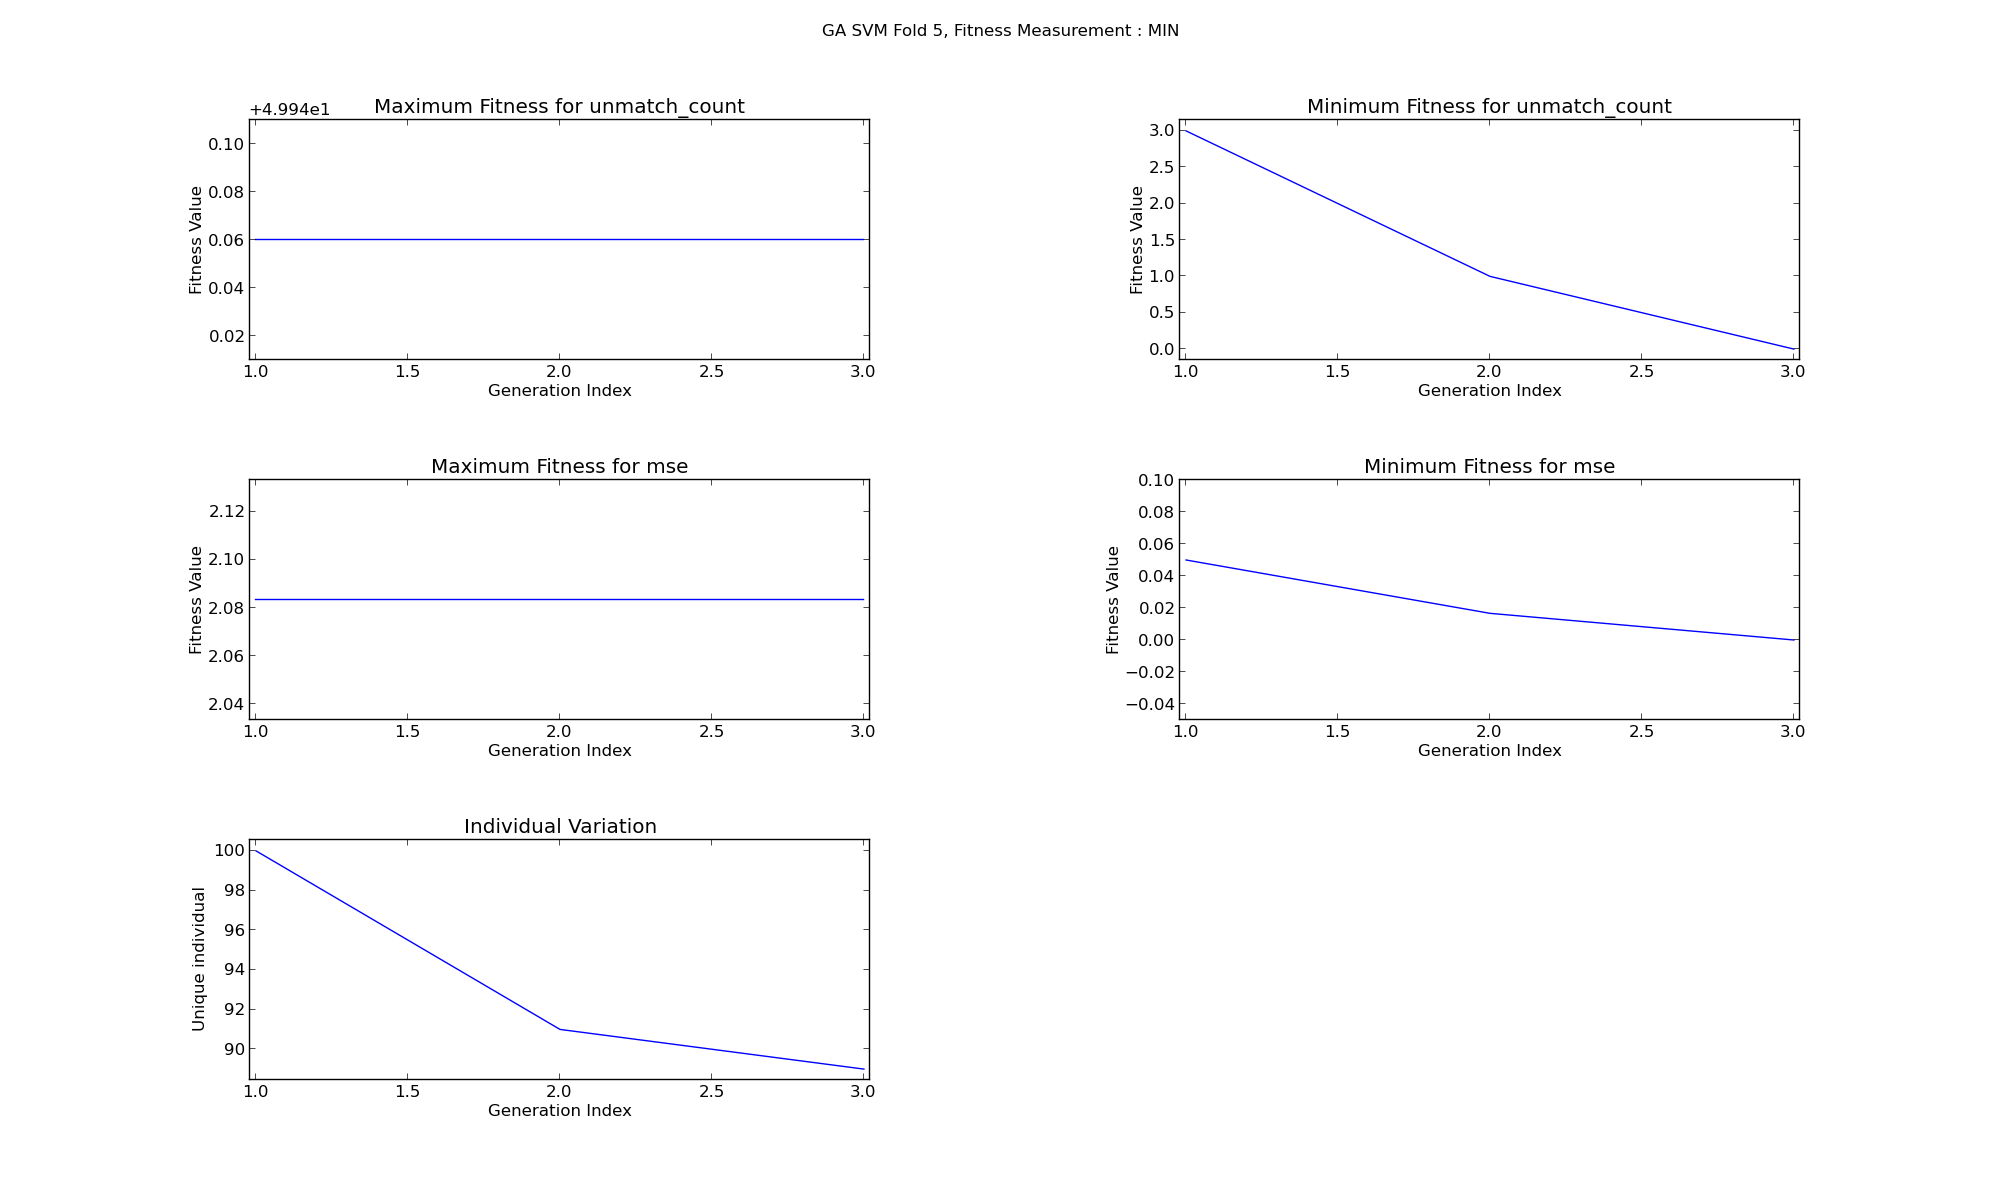 GA SVM Fold 5, Fitness Measurement : MIN
+4.994e1
Maximum Fitness for unmatch_count
0.10
0.08
0.06
0.04
0.02
Fitness Value
1.0 1.5 2.0 2.5 3.0
Generation Index
Minimum Fitness for unmatch_count
3.0
2.5
2.0
1.5
1.0
0.5
0.0
Fitness Value
1.0 1.5 2.0 2.5 3.0
Generation Index
Maximum Fitness for mse
2.12
2.10
2.08
2.06
2.04
Fitness Value
1.0 1.5 2.0 2.5 3.0
Generation Index
Minimum Fitness for mse
0.10
0.08
0.06
0.04
0.02
0.00
−0.02
−0.04
Fitness Value
1.0 1.5 2.0 2.5 3.0
Generation Index
Individual Variation
100
98
96
94
92
90
Unique individual
1.0 1.5 2.0 2.5 3.0
Generation Index